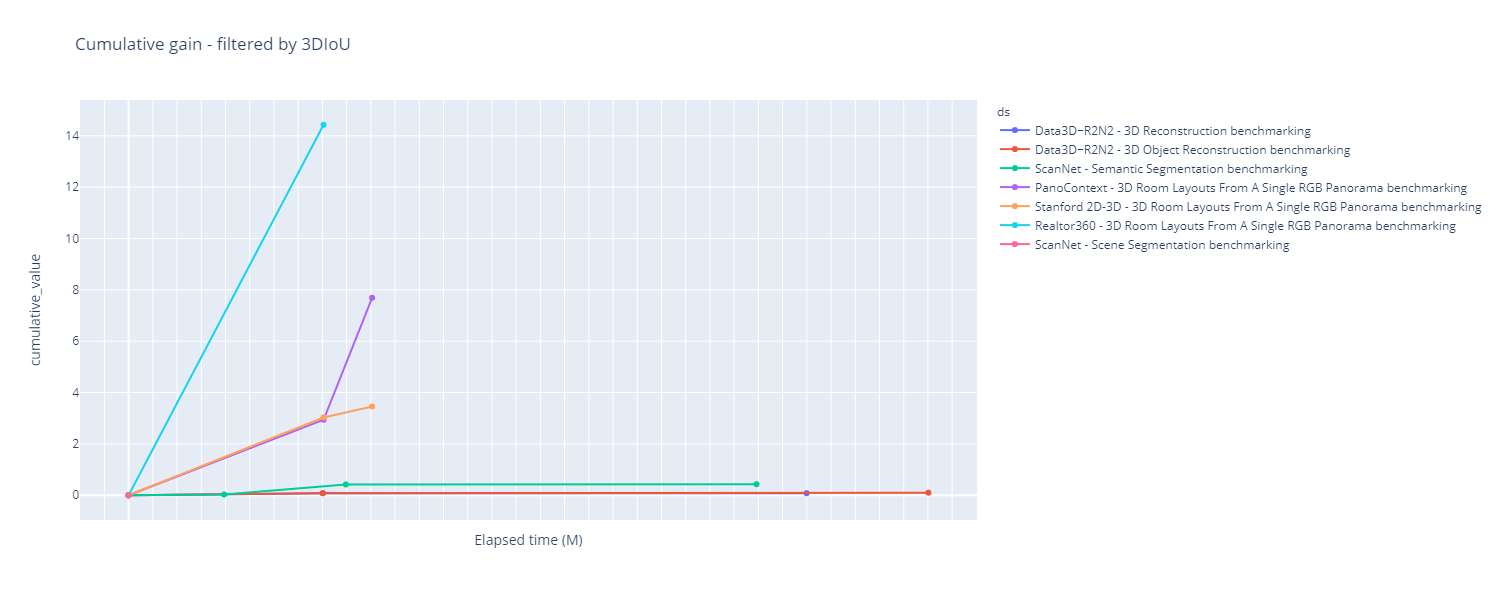 Cumulative gain - filtered by 3DIoU
cumulative_value
14
12
10
8
6
4
2
0
Elapsed time (M)
ds
Data3D−R2N2 - 3D Reconstruction benchmarking
Data3D−R2N2 - 3D Object Reconstruction benchmarking
ScanNet - Semantic Segmentation benchmarking
PanoContext - 3D Room Layouts From A Single RGB Panorama benchmarking
Stanford 2D-3D - 3D Room Layouts From A Single RGB Panorama benchmarking
Realtor360 - 3D Room Layouts From A Single RGB Panorama benchmarking
ScanNet - Scene Segmentation benchmarking